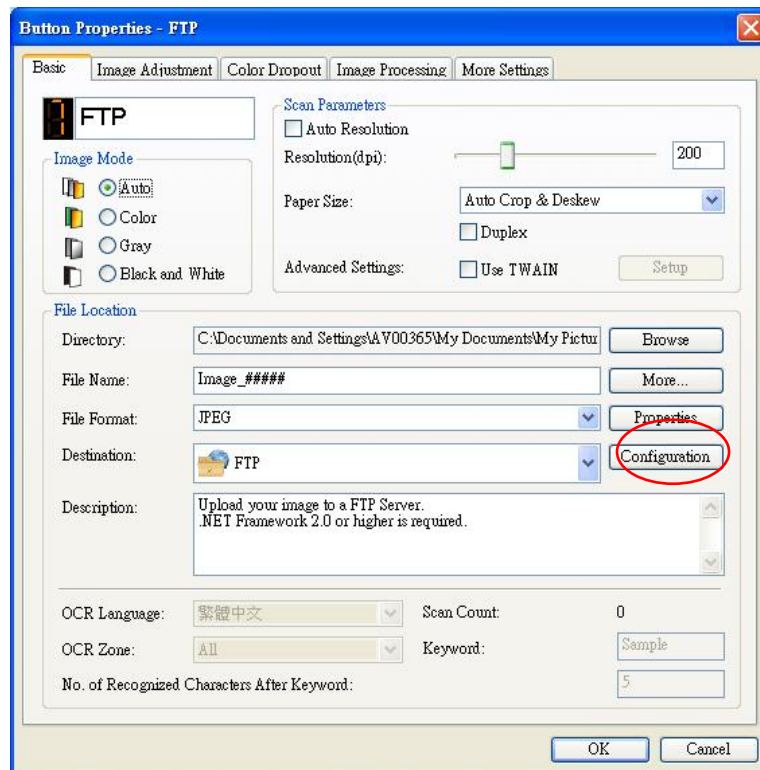 Button Properties - FTP
Basic Image Adjustment Color Dropout Image Processing More Settings
FTP
Image Mode
Auto
Color
Gray
Black and White
Scan Parameters
Auto Resolution
Resolution(dpi): 200
Paper Size: Auto Crop & Deskew
Duplex
Advanced Settings: Use TWAIN Setup
File Location
Directory: C:\Documents and Settings\AV00365\My Documents\My Pictur Browse
File Name: Image_##### More...
File Format: JPEG Properties
Destination: FTP Configuration
Description: Upload your image to a FTP Server.
.NET Framework 2.0 or higher is required.
OCR Language: 繁體中文 Scan Count: 0
OCR Zone: All Keyword: Sample
No. of Recognized Characters After Keyword: 5
OK Cancel